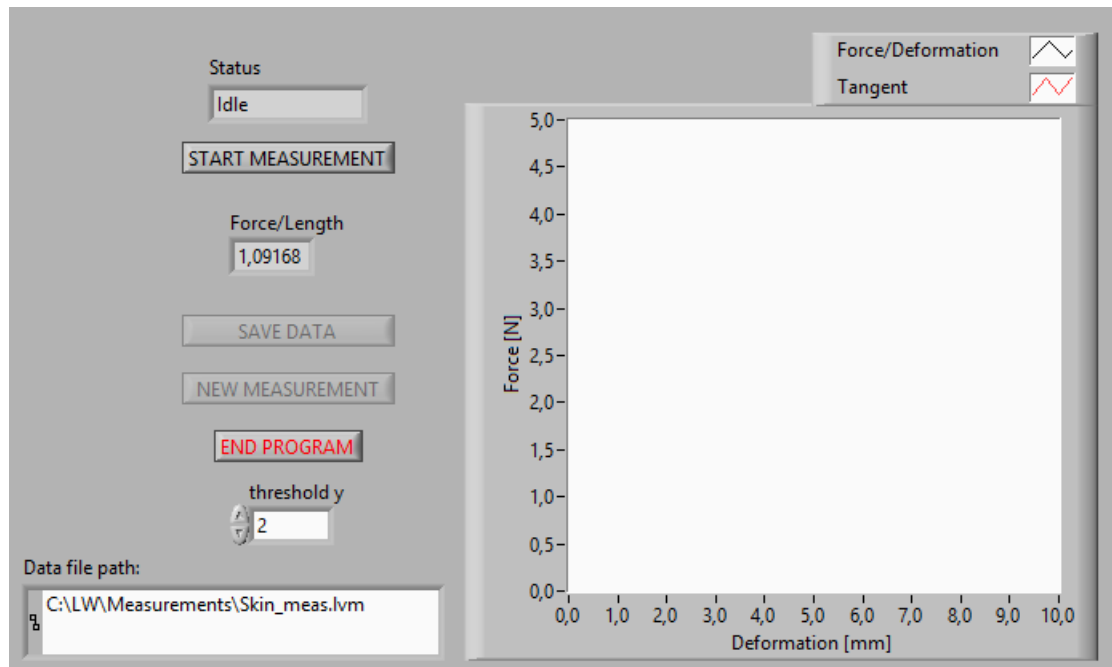 Status
Idle
START MEASUREMENT
Force/Length
1,09168
SAVE DATA
NEW MEASUREMENT
END PROGRAM
threshold y
2
Data file path:
C:\LW\Measurements\Skin_meas.lvm
Force/Deformation
Tangent
5,0
4,5
4,0
3,5
3,0
2,5
2,0
1,5
1,0
0,5
0,0
Force [N]
0,0 1,0 2,0 3,0 4,0 5,0 6,0 7,0 8,0 9,0 10,0
Deformation [mm]